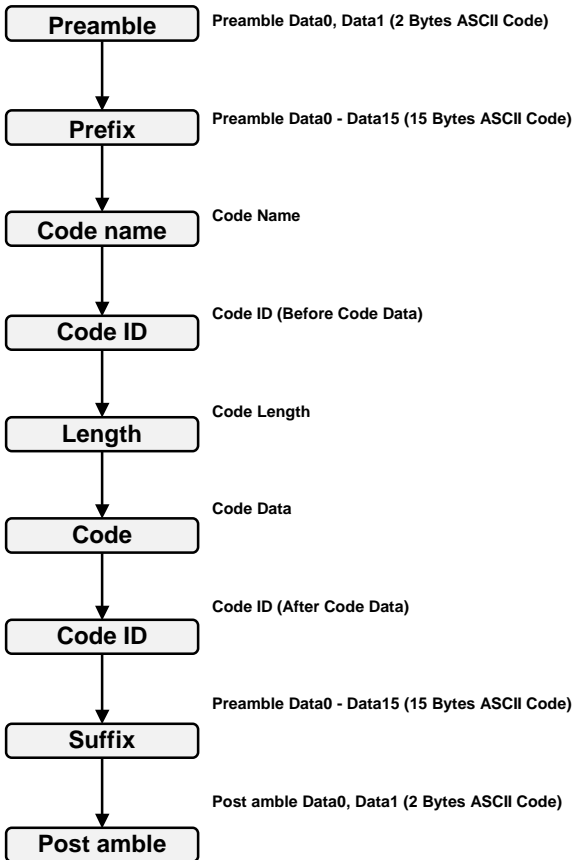 Preamble
Preamble Data0, Data1 (2 Bytes ASCII Code)
Prefix
Preamble Data0 - Data15 (15 Bytes ASCII Code)
Code name
Code Name
Code ID
Code ID (Before Code Data)
Length
Code Length
Code
Code Data
Code ID
Code ID (After Code Data)
Suffix
Preamble Data0 - Data15 (15 Bytes ASCII Code)
Post amble
Post amble Data0, Data1 (2 Bytes ASCII Code)